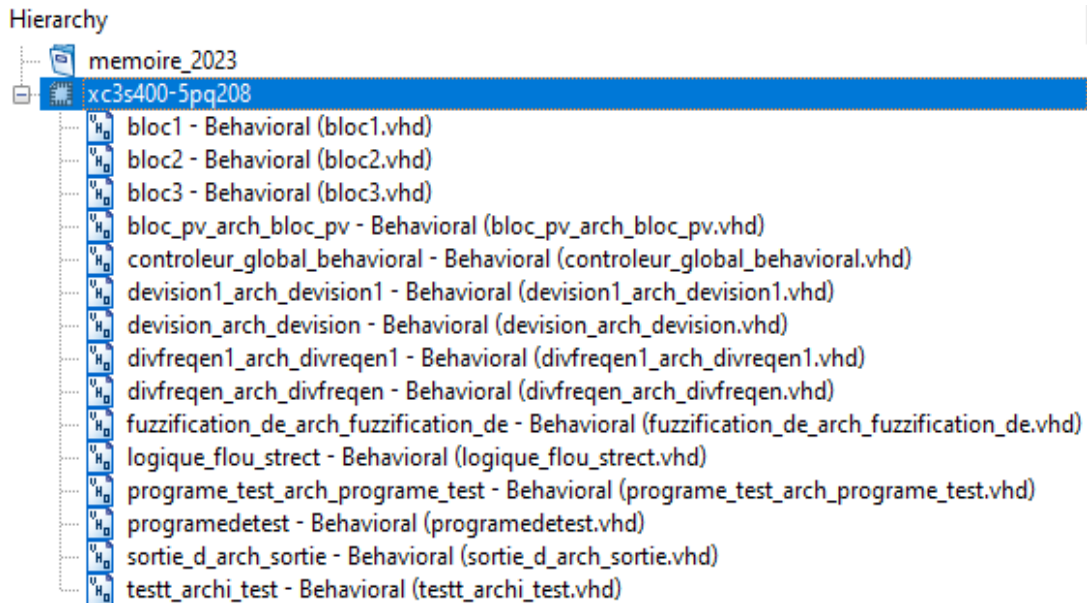 Hierarchy
memoire_2023
xc3s400-5pq208
bloc1 - Behavioral (bloc1.vhd)
bloc2 - Behavioral (bloc2.vhd)
bloc3 - Behavioral (bloc3.vhd)
bloc_pv_arch_bloc_pv - Behavioral (bloc_pv_arch_bloc_pv.vhd)
controleur_global_behavioral - Behavioral (controleur_global_behavioral.vhd)
devision1_arch_devision1 - Behavioral (devision1_arch_devision1.vhd)
devision_arch_devision - Behavioral (devision_arch_devision.vhd)
divfreqen1_arch_divreqen1 - Behavioral (divfreqen1_arch_divreqen1.vhd)
divfreqen_arch_divfreqen - Behavioral (divfreqen_arch_divfreqen.vhd)
fuzzification_de_arch_fuzzification_de - Behavioral (fuzzification_de_arch_fuzzification_de.vhd)
logique_flou_strect - Behavioral (logique_flou_strect.vhd)
programe_test_arch_programe_test - Behavioral (programe_test_arch_programe_test.vhd)
programedetest - Behavioral (programedetest.vhd)
sortie_d_arch_sortie - Behavioral (sortie_d_arch_sortie.vhd)
testt_archi_test - Behavioral (testt_archi_test.vhd)